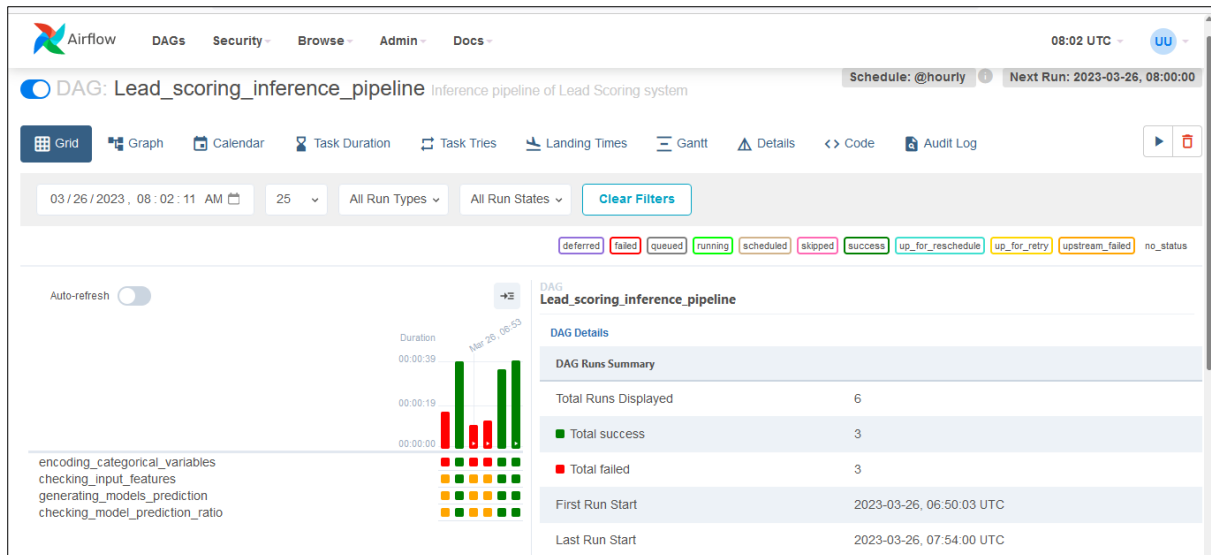 Airflow DAGs Security Browse Admin Docs 08:02 UTC UU
DAG: Lead_scoring_inference_pipeline Inference pipeline of Lead Scoring system Schedule: @hourly i Next Run: 2023-03-26, 08:00:00
Grid Graph Calendar Task Duration Task Tries Landing Times Gantt Details <> Code Audit Log
03/26/2023, 08:02:11 AM 25 All Run Types All Run States Clear Filters
deferred failed queued running scheduled skipped success up_for_reschedule up_for_retry upstream_failed no_status
Auto-refresh
Duration Mar 26, 06:53
00:00:39
00:00:19
00:00:00
encoding_categorical_variables
checking_input_features
generating_models_prediction
checking_model_prediction_ratio
DAG
Lead_scoring_inference_pipeline
DAG Details
DAG Runs Summary
Total Runs Displayed 6
Total success 3
Total failed 3
First Run Start 2023-03-26, 06:50:03 UTC
Last Run Start 2023-03-26, 07:54:00 UTC